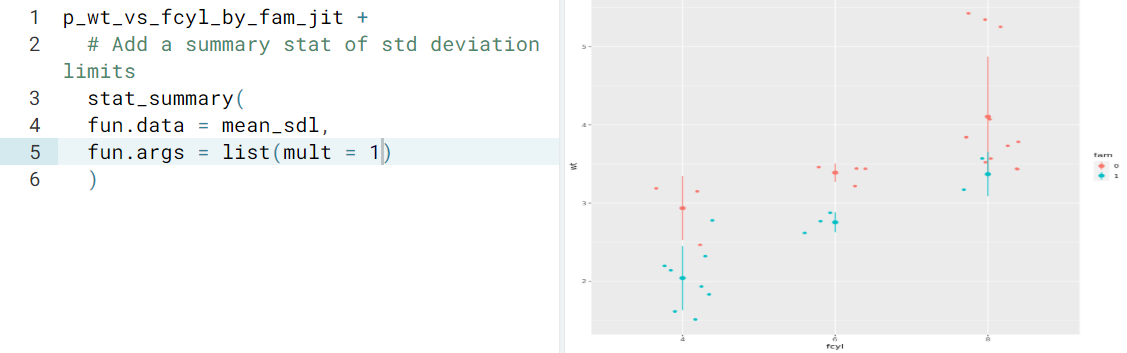 1 p_wt_vs_fcyl_by_fam_jit +
2 # Add a summary stat of std deviation
limits
3 stat_summary(
4 fun.data = mean_sdl,
5 fun.args = list(mult = 1)
6 )
5
4
3
2
wt
4 6 8
fcyl
fam
0
1